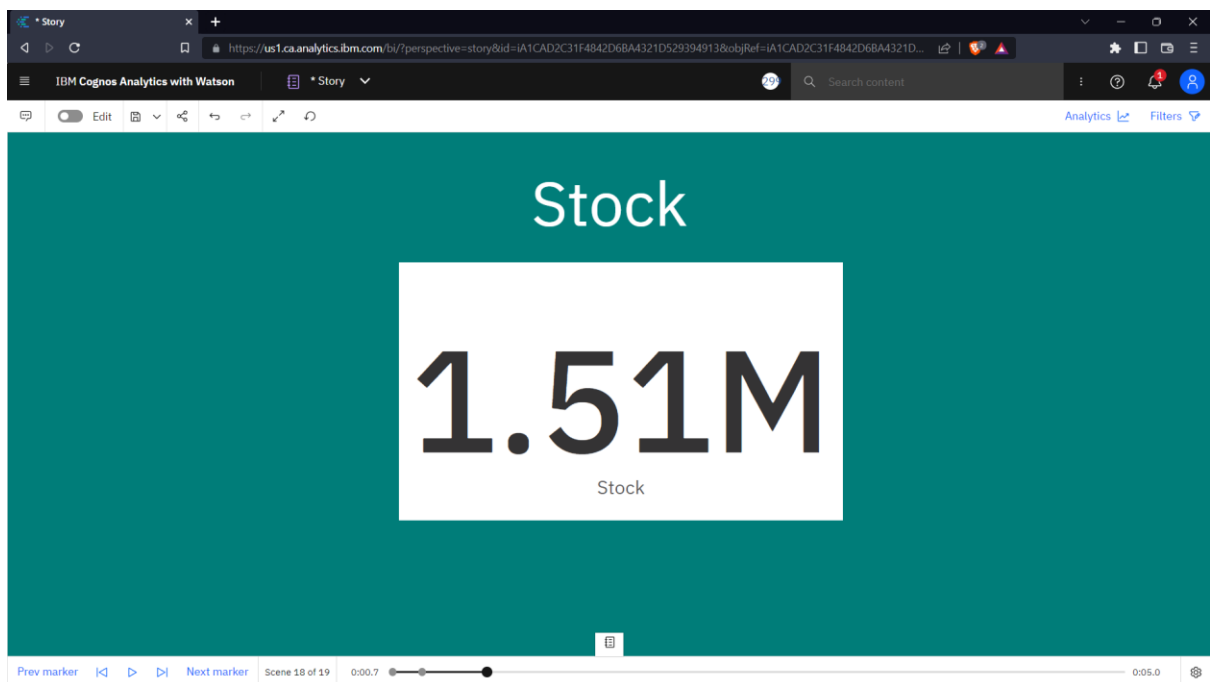 * Story
https://us1.ca.analytics.ibm.com/bi/?perspective=story&id=iA1CAD2C31F4842D6BA4321D529394913&objRef=iA1CAD2C31F4842D6BA4321D...
IBM Cognos Analytics with Watson
* Story
299
Search content
1
Edit
Analytics
Filters
Stock
1.51M
Stock
Prev marker
Next marker
Scene 18 of 19
0:00.7
0:05.0